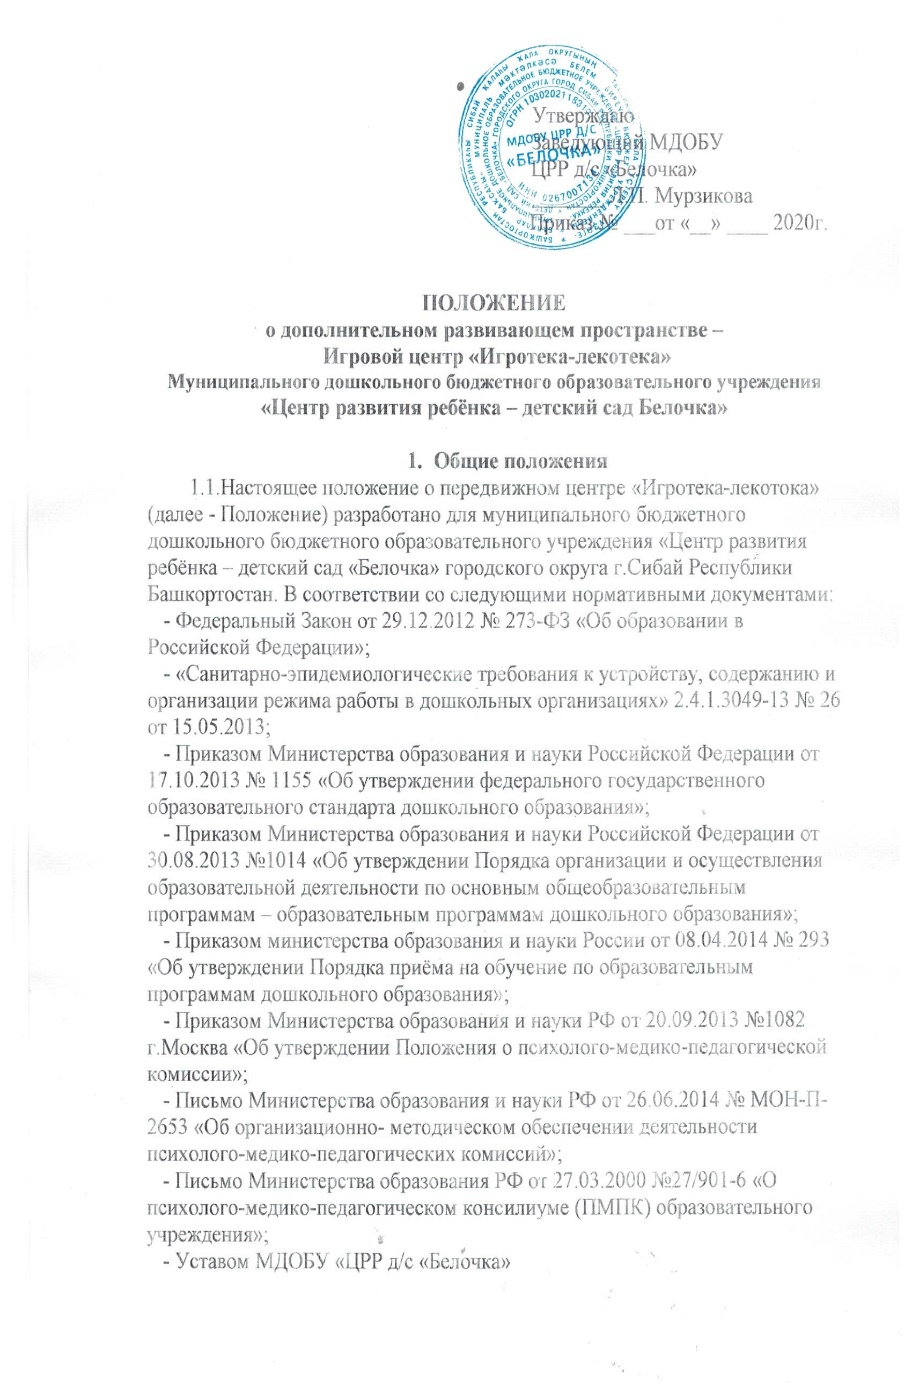 Утверждаю
Заведующий МДОБУ
ЦРР д/с «Белочка»
Л.П. Мурзикова
Приказ № ___от «__» ____ 2020г.
МДОБУ ЦРР Д/С
«БЕЛОЧКА»
ПОЛОЖЕНИЕ
о дополнительном развивающем пространстве –
Игровой центр «Игротека-лекотека»
Муниципального дошкольного бюджетного образовательного учреждения
«Центр развития ребёнка – детский сад Белочка»
1. Общие положения
1.1.Настоящее положение о передвижном центре «Игротека-лекотока»
(далее - Положение) разработано для муниципального бюджетного
дошкольного бюджетного образовательного учреждения «Центр развития
ребёнка – детский сад «Белочка» городского округа г.Сибай Республики
Башкортостан. В соответствии со следующими нормативными документами:
- Федеральный Закон от 29.12.2012 № 273-ФЗ «Об образовании в
Российской Федерации»;
- «Санитарно-эпидемиологические требования к устройству, содержанию и
организации режима работы в дошкольных организациях» 2.4.1.3049-13 № 26
от 15.05.2013;
- Приказом Министерства образования и науки Российской Федерации от
17.10.2013 № 1155 «Об утверждении федерального государственного
образовательного стандарта дошкольного образования»;
- Приказом Министерства образования и науки Российской Федерации от
30.08.2013 №1014 «Об утверждении Порядка организации и осуществления
образовательной деятельности по основным общеобразовательным
программам – образовательным программам дошкольного образования»;
- Приказом министерства образования и науки России от 08.04.2014 № 293
«Об утверждении Порядка приёма на обучение по образовательным
программам дошкольного образования»;
- Приказом Министерства образования и науки РФ от 20.09.2013 №1082
г.Москва «Об утверждении Положения о психолого-медико-педагогической
комиссии»;
- Письмо Министерства образования и науки РФ от 26.06.2014 № МОН-П-
2653 «Об организационно- методическом обеспечении деятельности
психолого-медико-педагогических комиссий»;
- Письмо Министерства образования РФ от 27.03.2000 №27/901-6 «О
психолого-медико-педагогическом консилиуме (ПМПК) образовательного
учреждения»;
- Уставом МДОБУ «ЦРР д/с «Белочка»